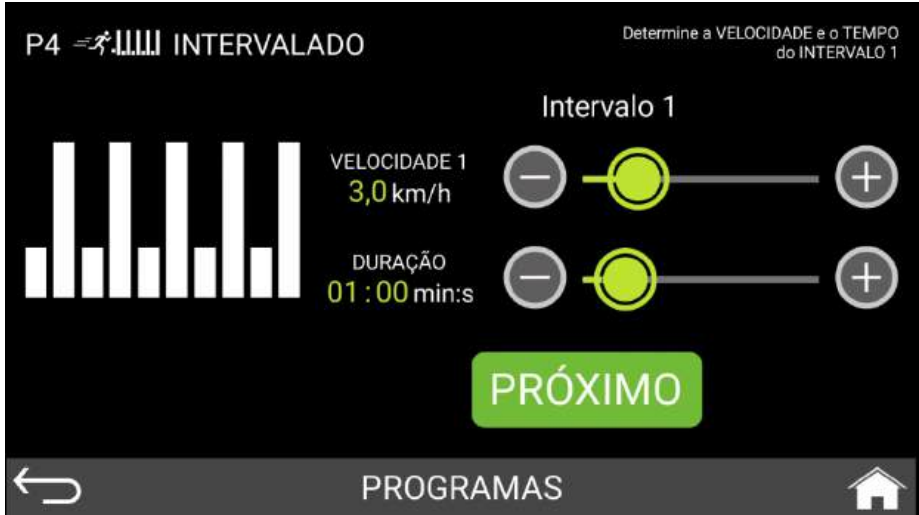 P4 INTERVALADO
Determine a VELOCIDADE e o TEMPO
do INTERVALO 1
Intervalo 1
VELOCIDADE 1
3,0 km/h
DURAÇÃO
01:00 min:s
PRÓXIMO
PROGRAMAS